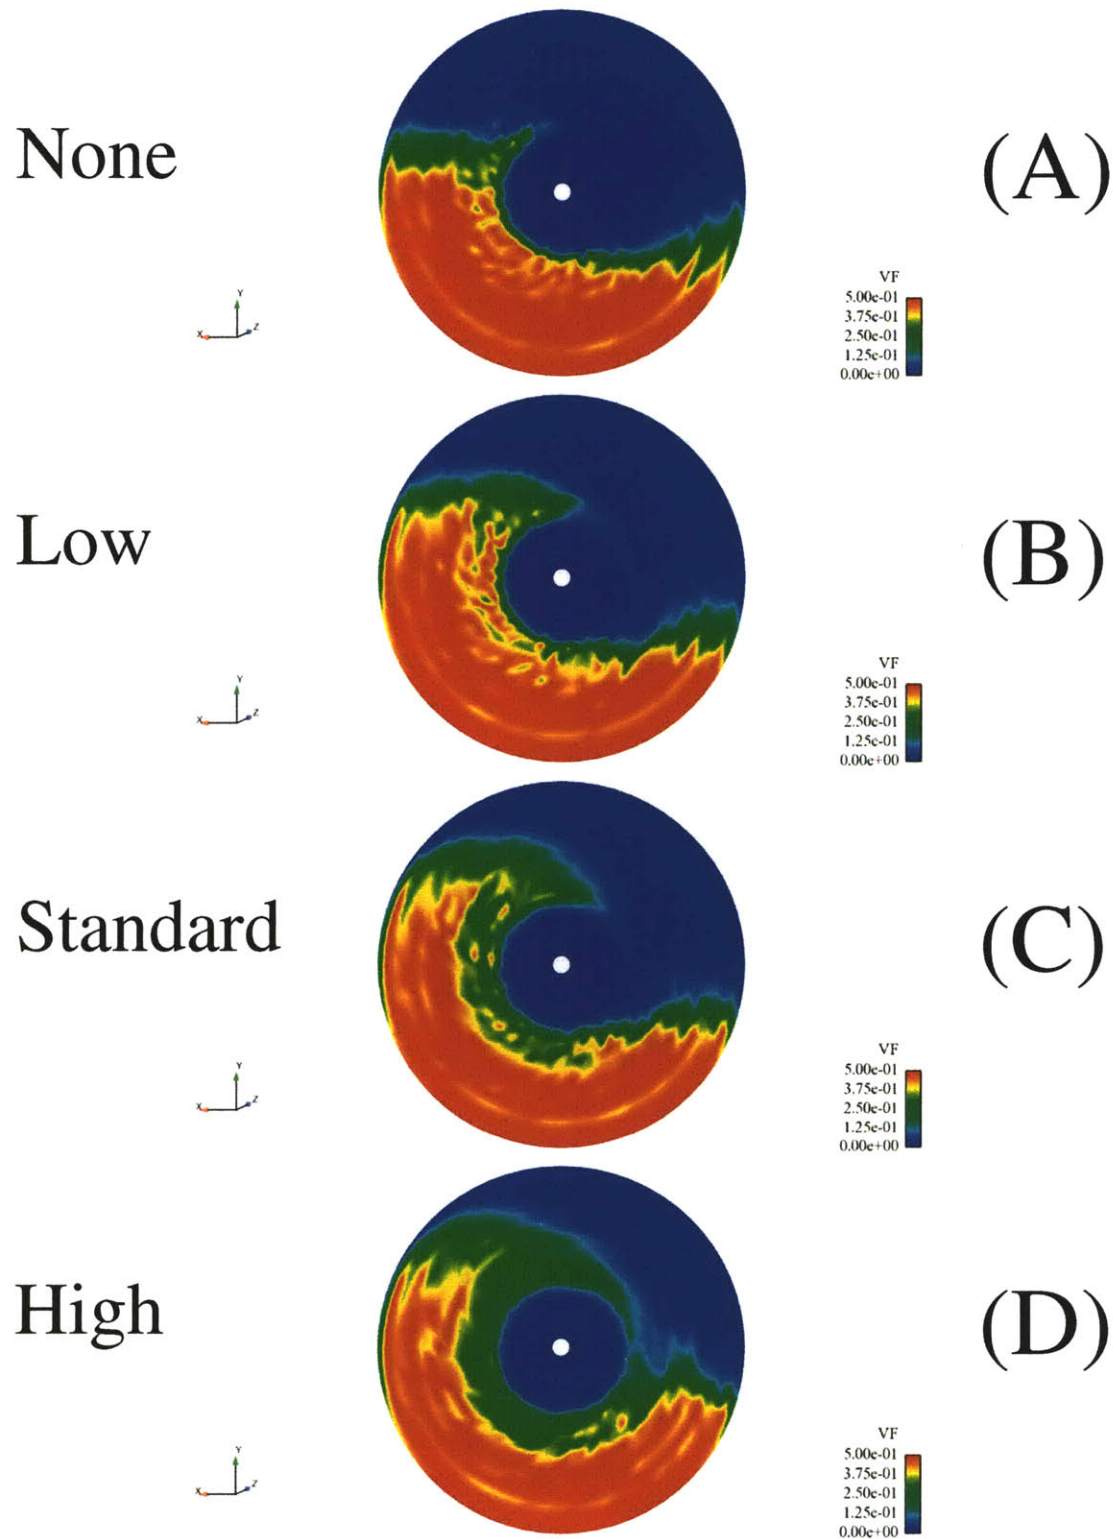 None
(A)
Y
X
Z
VF
5.00e-01
3.75e-01
2.50e-01
1.25e-01
0.00e+00
Low
(B)
Y
X
Z
VF
5.00e-01
3.75e-01
2.50e-01
1.25e-01
0.00e+00
Standard
(C)
Y
X
Z
VF
5.00e-01
3.75e-01
2.50e-01
1.25e-01
0.00e+00
High
(D)
Y
X
Z
VF
5.00e-01
3.75e-01
2.50e-01
1.25e-01
0.00e+00